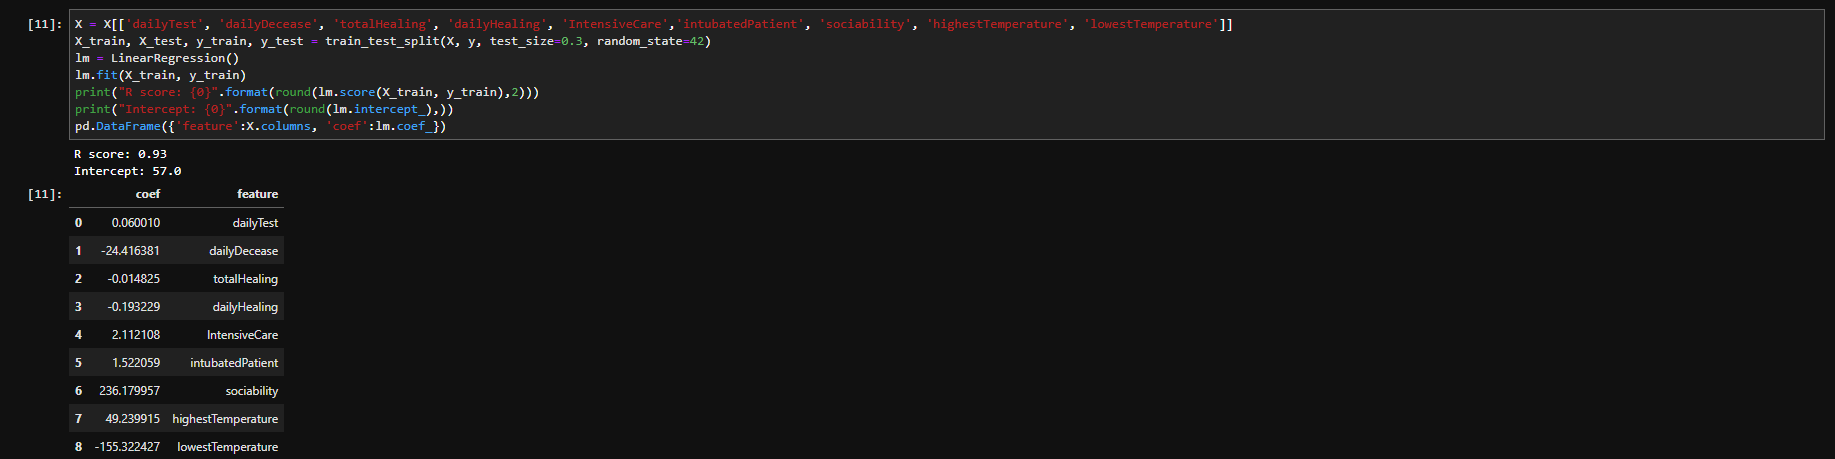 [11]: X = X[['dailyTest', 'dailyDecease', 'totalHealing', 'dailyHealing', 'IntensiveCare','intubatedPatient', 'sociability', 'highestTemperature', 'lowestTemperature']]
X_train, X_test, y_train, y_test = train_test_split(X, y, test_size=0.3, random_state=42)
lm = LinearRegression()
lm.fit(X_train, y_train)
print("R score: {0}".format(round(lm.score(X_train, y_train),2)))
print("Intercept: {0}".format(round(lm.intercept_),))
pd.DataFrame({'feature':X.columns, 'coef':lm.coef_})
R score: 0.93
Intercept: 57.0
[11]: coef feature
0 0.060010 dailyTest
1 -24.416381 dailyDecease
2 -0.014825 totalHealing
3 -0.193229 dailyHealing
4 2.112108 IntensiveCare
5 1.522059 intubatedPatient
6 236.179957 sociability
7 49.239915 highestTemperature
8 -155.322427 lowestTemperature